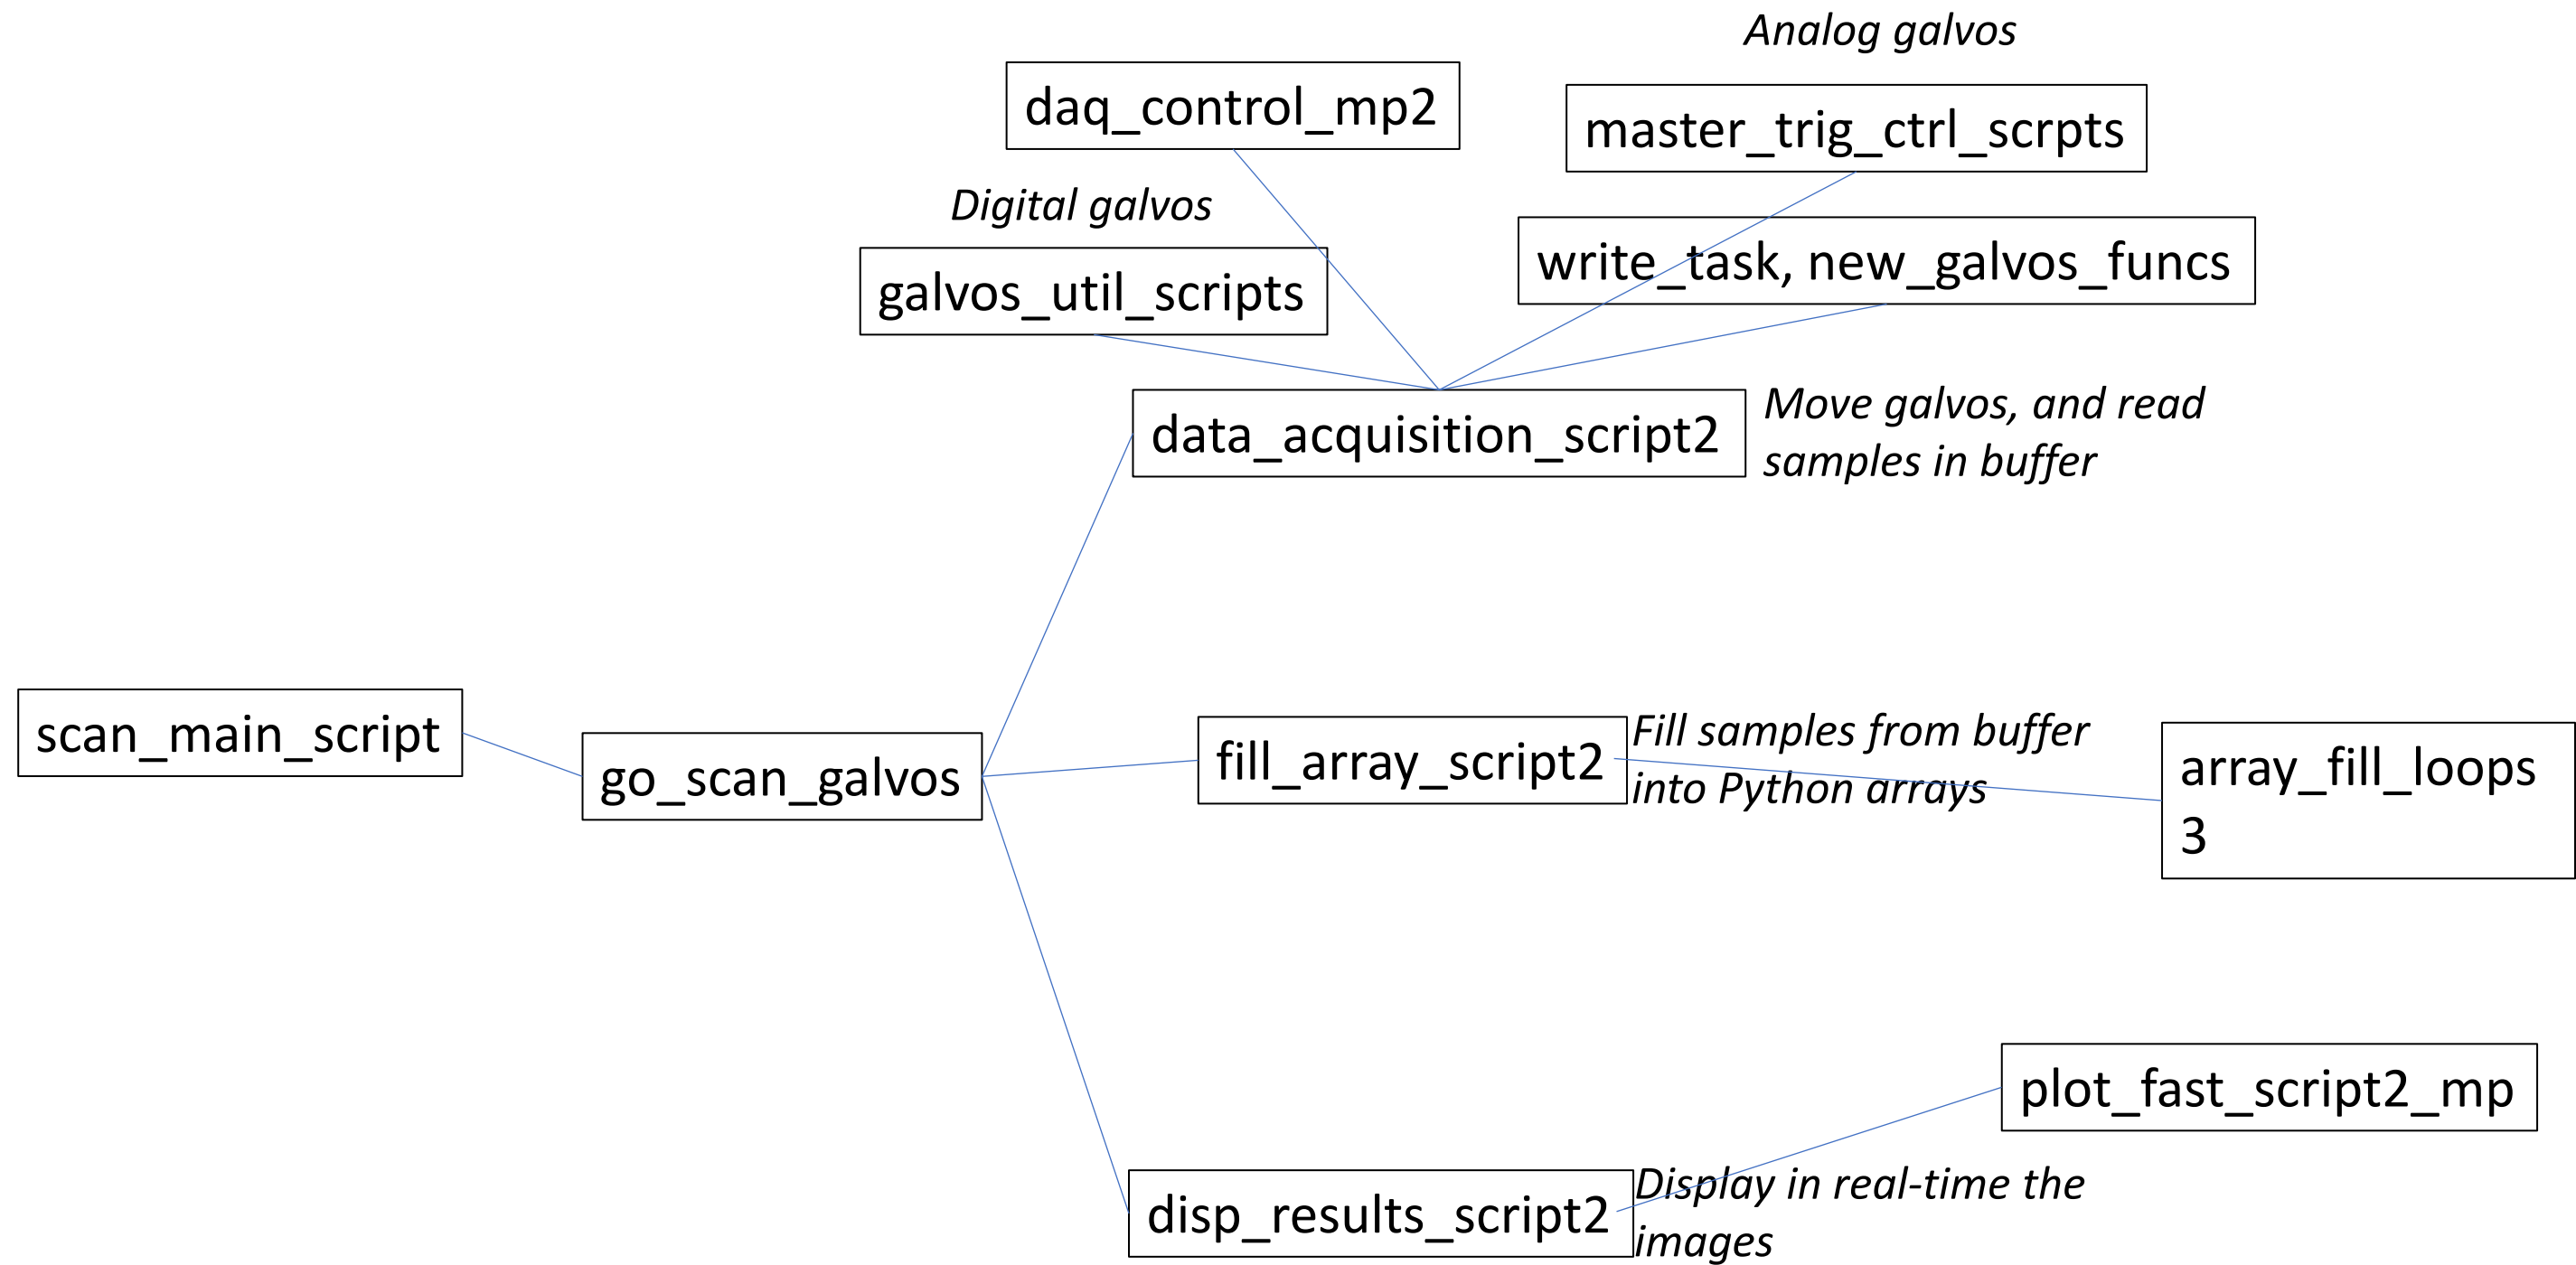 Analog galvos
daq_control_mp2
master_trig_ctrl_scrpts
Digital galvos
write_task, new_galvos_funcs
galvos_util_scripts
data_acquisition_script2
Move galvos, and read
samples in buffer
scan_main_script
go_scan_galvos
fill_array_script2
Fill samples from buffer
into Python arrays
array_fill_loops
3
plot_fast_script2_mp
disp_results_script2
Display in real-time the
images